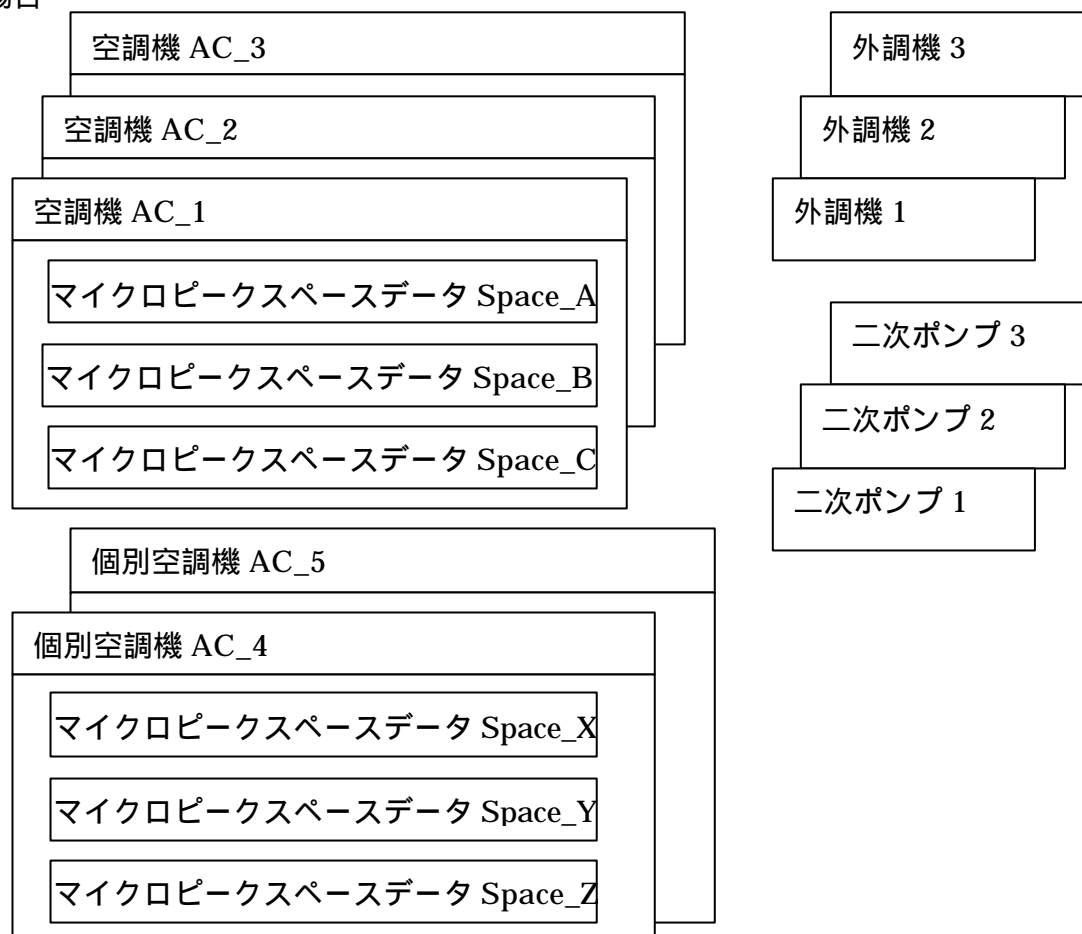 空調機 AC_3
空調機 AC_2
空調機 AC_1
マイクロピークスペースデータ Space_A
マイクロピークスペースデータ Space_B
マイクロピークスペースデータ Space_C
個別空調機 AC_5
個別空調機 AC_4
マイクロピークスペースデータ Space_X
マイクロピークスペースデータ Space_Y
マイクロピークスペースデータ Space_Z
外調機 3
外調機 2
外調機 1
二次ポンプ 3
二次ポンプ 2
二次ポンプ 1